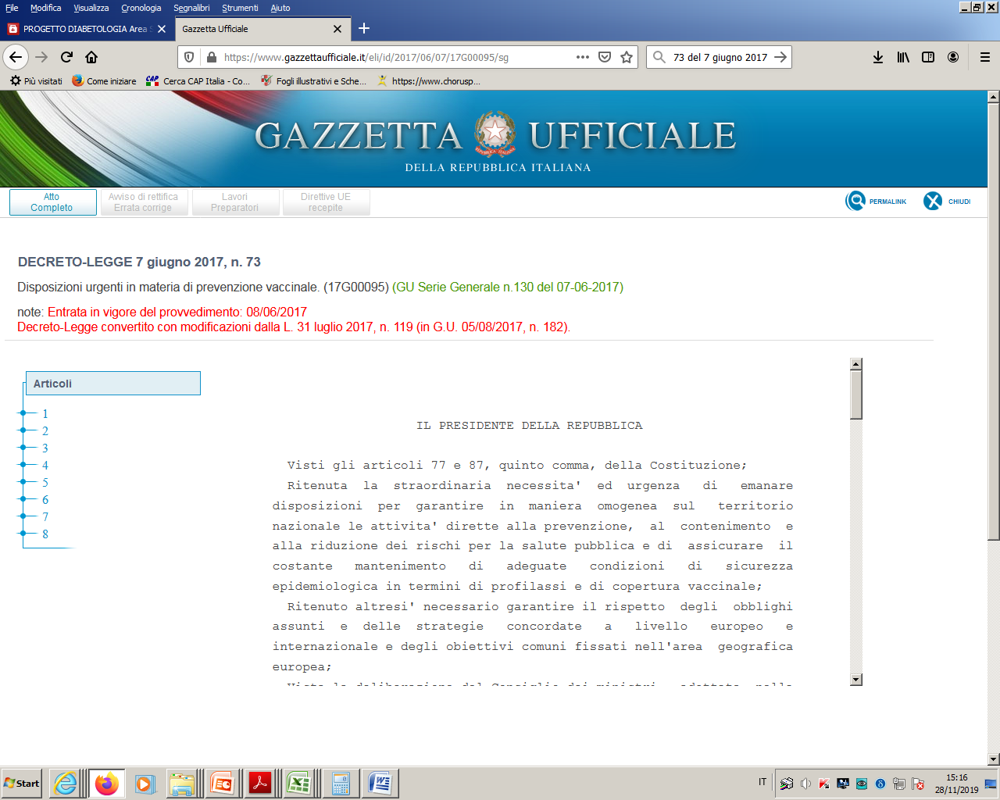 File Modifica Visualizza Cronologia Segnalibri Strumenti Aiuto
PROGETTO DIABETOLOGIA Area
Gazzetta Ufficiale
https://www.gazzettaufficiale.it/eli/id/2017/06/07/17G00095/sg
73 del 7 giugno 2017
Più visitati Come iniziare Cerca CAP Italia - Co... Fogli illustrativi e Sche... https://www.chorusp...
GAZZETTA UFFICIALE
DELLA REPUBBLICA ITALIANA
Atto Completo
Avviso di rettifica Errata corrige
Lavori Preparatori
Direttive UE recepite
PERMALINK
CHIUDI
DECRETO-LEGGE 7 giugno 2017, n. 73
Disposizioni urgenti in materia di prevenzione vaccinale. (17G00095) (GU Serie Generale n.130 del 07-06-2017)
note: Entrata in vigore del provvedimento: 08/06/2017
Decreto-Legge convertito con modificazioni dalla L. 31 luglio 2017, n. 119 (in G.U. 05/08/2017, n. 182).
Articoli
1
2
3
4
5
6
7
8
IL PRESIDENTE DELLA REPUBBLICA
Visti gli articoli 77 e 87, quinto comma, della Costituzione;
Ritenuta la straordinaria necessita' ed urgenza di emanare
disposizioni per garantire in maniera omogenea sul territorio
nazionale le attivita' dirette alla prevenzione, al contenimento e
alla riduzione dei rischi per la salute pubblica e di assicurare il
costante mantenimento di adeguate condizioni di sicurezza
epidemiologica in termini di profilassi e di copertura vaccinale;
Ritenuto altresi' necessario garantire il rispetto degli obblighi
assunti e delle strategie concordate a livello europeo e
internazionale e degli obiettivi comuni fissati nell'area geografica
europea;
Start
IT
15:16
28/11/2019